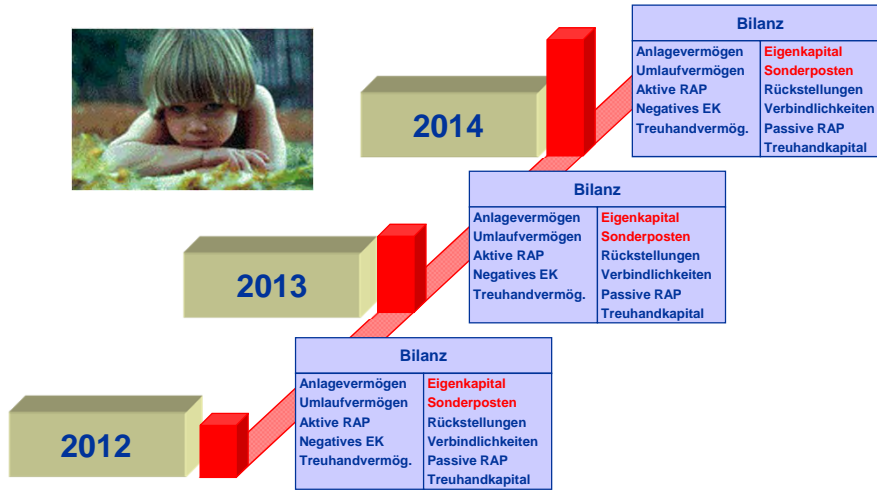 Bilanz
Anlagevermögen Eigenkapital
Umlaufvermögen Sonderposten
Aktive RAP Rückstellungen
Negatives EK Verbindlichkeiten
Treuhandvermög. Passive RAP
Treuhandkapital
2014
Bilanz
Anlagevermögen Eigenkapital
Umlaufvermögen Sonderposten
Aktive RAP Rückstellungen
Negatives EK Verbindlichkeiten
Treuhandvermög. Passive RAP
Treuhandkapital
2013
Bilanz
Anlagevermögen Eigenkapital
Umlaufvermögen Sonderposten
Aktive RAP Rückstellungen
Negatives EK Verbindlichkeiten
Treuhandvermög. Passive RAP
Treuhandkapital
2012